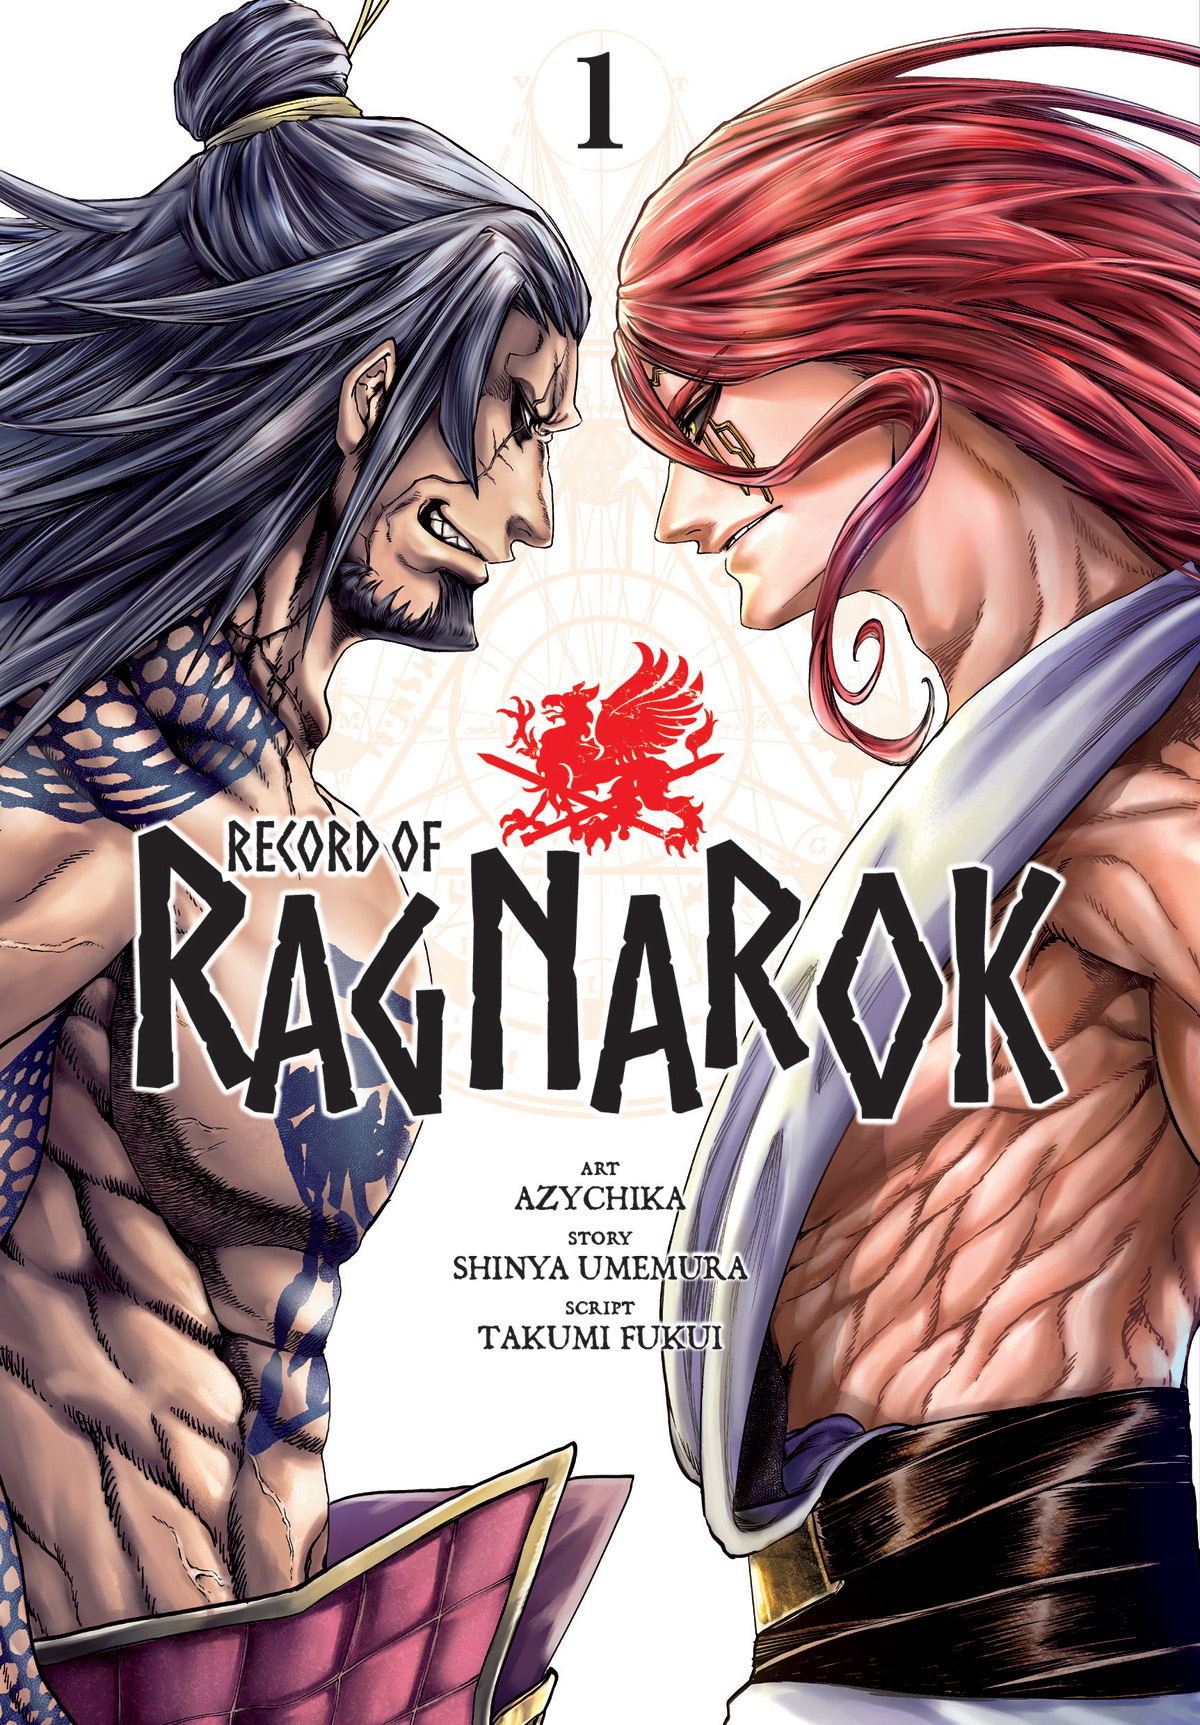 1
RECORD OF
RAGNAROK
ART
AZYCHIKA
STORY
SHINYA UMEMURA
SCRIPT
TAKUMI FUKUI